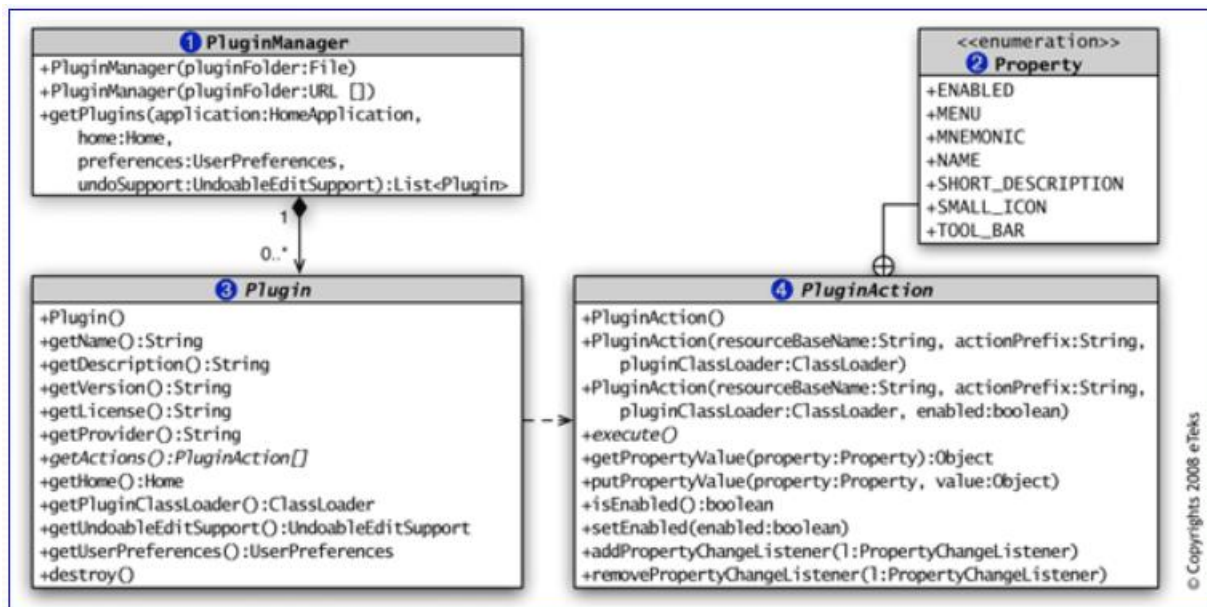 1 PluginManager
+PluginManager(pluginFolder:File)
+PluginManager(pluginFolder:URL [])
+getPlugins(application:HomeApplication,
home:Home,
preferences:UserPreferences,
undoSupport:UndoableEditSupport):List<Plugin>
1
0..*
<<enumeration>>
2 Property
+ENABLED
+MENU
+MNEMONIC
+NAME
+SHORT_DESCRIPTION
+SMALL_ICON
+TOOL_BAR
3 Plugin
+Plugin()
+getName():String
+getDescription():String
+getVersion():String
+getLicense():String
+getProvider():String
+getActions():PluginAction[]
+getHome():Home
+getPluginClassLoader():ClassLoader
+getUndoableEditSupport():UndoableEditSupport
+getUserPreferences():UserPreferences
+destroy()
4 PluginAction
+PluginAction()
+PluginAction(resourceBaseName:String, actionPrefix:String,
pluginClassLoader:ClassLoader)
+PluginAction(resourceBaseName:String, actionPrefix:String,
pluginClassLoader:ClassLoader, enabled:boolean)
+execute()
+getPropertyValue(property:Property):Object
+putPropertyValue(property:Property, value:Object)
+isEnabled():boolean
+setEnabled(enabled:boolean)
+addPropertyChangeListener(l:PropertyChangeListener)
+removePropertyChangeListener(l:PropertyChangeListener)
© Copyrights 2008 eTeks